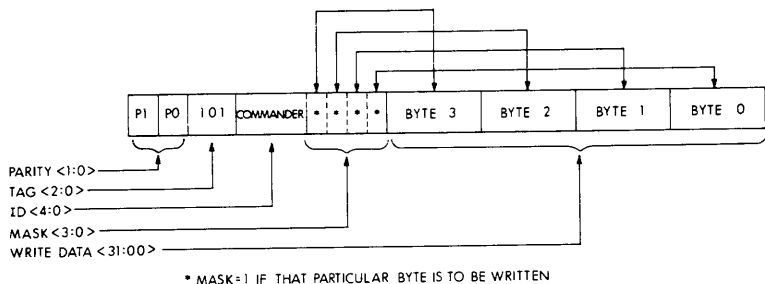 P1 P0 101 COMMANDER * * * * BYTE 3 BYTE 2 BYTE 1 BYTE 0
PARITY <1:0>
TAG <2:0>
ID <4:0>
MASK <3:0>
WRITE DATA <31:00>
* MASK=1 IF THAT PARTICULAR BYTE IS TO BE WRITTEN